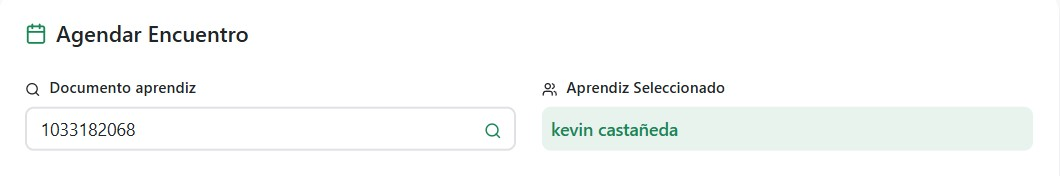 Agendar Encuentro
Documento aprendiz
Aprendiz Seleccionado
1033182068
kevin castañeda